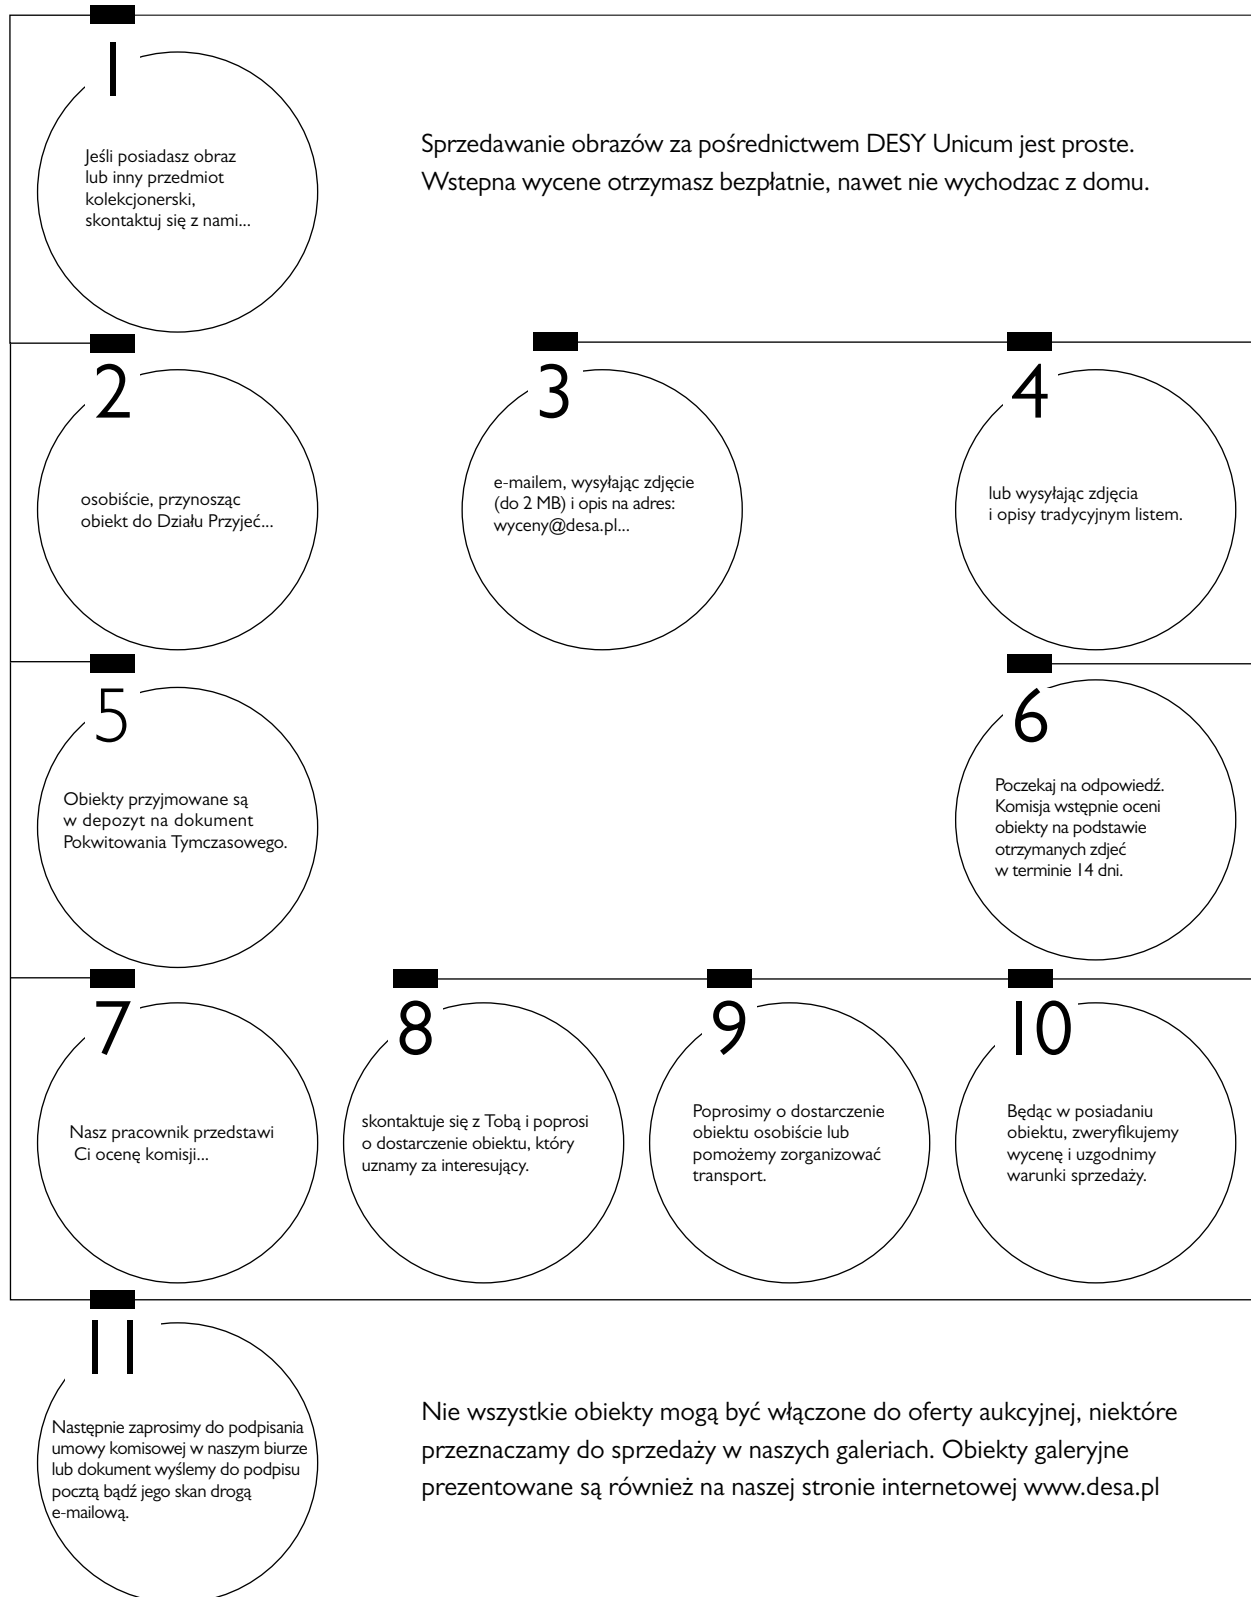 1
Jeśli posiadasz obraz
lub inny przedmiot
kolekcjonerski,
skontaktuj się z nami...
Sprzedawanie obrazów za pośrednictwem DESY Unicum jest proste.
Wstepna wycene otrzymasz bezpłatnie, nawet nie wychodzac z domu.
2
osobiście, przynosząc
obiekt do Działu Przyjeć...
3
e-mailem, wysyłając zdjęcie
(do 2 MB) i opis na adres:
wyceny@desa.pl...
4
lub wysyłając zdjęcia
i opisy tradycyjnym listem.
5
Obiekty przyjmowane są
w depozyt na dokument
Pokwitowania Tymczasowego.
6
Poczekaj na odpowiedź.
Komisja wstępnie oceni
obiekty na podstawie
otrzymanych zdjeć
w terminie 14 dni.
7
Nasz pracownik przedstawi
Ci ocenę komisji...
8
skontaktuje się z Tobą i poprosi
o dostarczenie obiektu, który
uznamy za interesujący.
9
Poprosimy o dostarczenie
obiektu osobiście lub
pomożemy zorganizować
transport.
10
Będąc w posiadaniu
obiektu, zweryfikujemy
wycenę i uzgodnimy
warunki sprzedaży.
11
Następnie zaprosimy do podpisania
umowy komisowej w naszym biurze
lub dokument wyślemy do podpisu
pocztą bądź jego skan drogą
e-mailową.
Nie wszystkie obiekty mogą być włączone do oferty aukcyjnej, niektóre
przeznaczamy do sprzedaży w naszych galeriach. Obiekty galeryjne
prezentowane są również na naszej stronie internetowej www.desa.pl